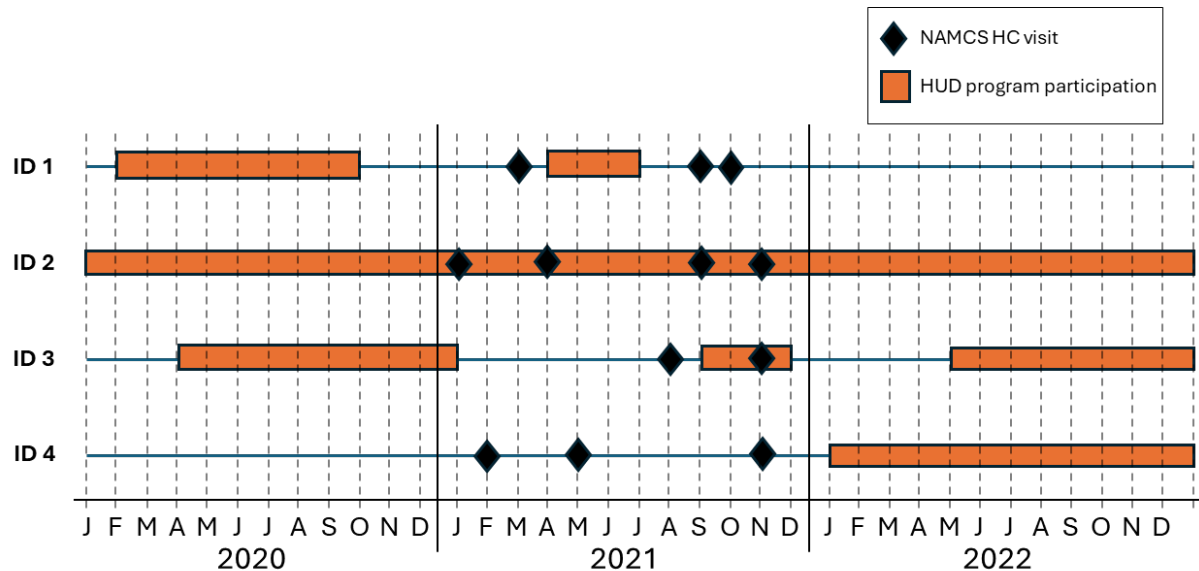 NAMCS HC visit
HUD program participation
ID 1
ID 2
ID 3
ID 4
J F M A M J J A S O N D J F M A M J J A S O N D J F M A M J J A S O N D
2020 2021 2022